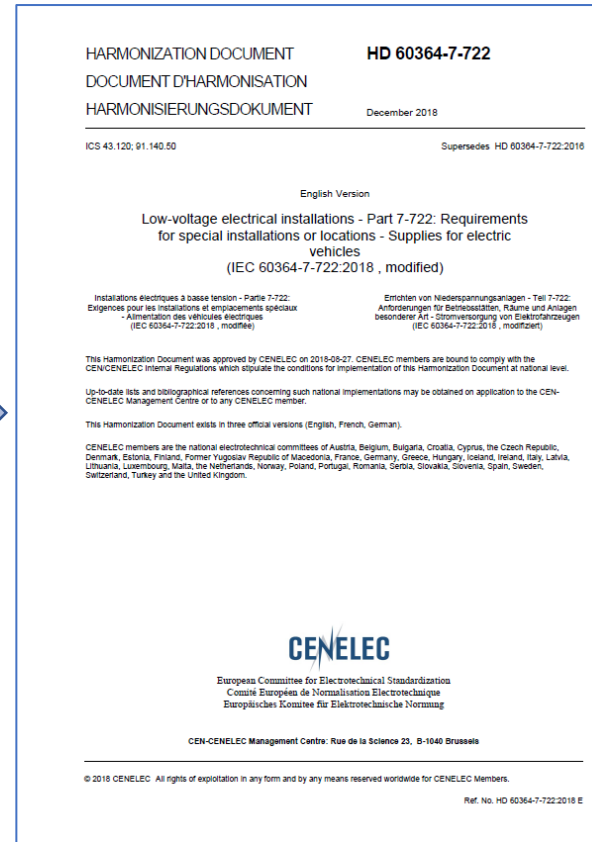 HARMONIZATION DOCUMENT
DOCUMENT D'HARMONISATION
HARMONISIERUNGSDOKUMENT
HD 60364-7-722
December 2018
ICS 43.120; 91.140.50
Supersedes HD 60364-7-722:2016
English Version
Low-voltage electrical installations - Part 7-722: Requirements
for special installations or locations - Supplies for electric
vehicles
(IEC 60364-7-722:2018 , modified)
Installations électriques à basse tension - Partie 7-722:
Exigences pour les installations et emplacements spéciaux
- Alimentation des véhicules électriques
(IEC 60364-7-722:2018 , modifiée)
Errichten von Niederspannungsanlagen - Teil 7-722:
Anforderungen für Betriebsstätten, Räume und Anlagen
besonderer Art - Stromversorgung von Elektrofahrzeugen
(IEC 60364-7-722:2018 , modifiziert)
This Harmonization Document was approved by CENELEC on 2018-08-27. CENELEC members are bound to comply with the
CEN/CENELEC Internal Regulations which stipulate the conditions for implementation of this Harmonization Document at national level.
Up-to-date lists and bibliographical references concerning such national implementations may be obtained on application to the CEN-
CENELEC Management Centre or to any CENELEC member.
This Harmonization Document exists in three official versions (English, French, German).
CENELEC members are the national electrotechnical committees of Austria, Belgium, Bulgaria, Croatia, Cyprus, the Czech Republic,
Denmark, Estonia, Finland, Former Yugoslav Republic of Macedonia, France, Germany, Greece, Hungary, Iceland, Ireland, Italy, Latvia,
Lithuania, Luxembourg, Malta, the Netherlands, Norway, Poland, Portugal, Romania, Serbia, Slovakia, Slovenia, Spain, Sweden,
Switzerland, Turkey and the United Kingdom.
CENELEC
European Committee for Electrotechnical Standardization
Comité Européen de Normalisation Electrotechnique
Europäisches Komitee für Elektrotechnische Normung
CEN-CENELEC Management Centre: Rue de la Science 23, B-1040 Brussels
© 2018 CENELEC All rights of exploitation in any form and by any means reserved worldwide for CENELEC Members.
Ref. No. HD 60364-7-722:2018 E